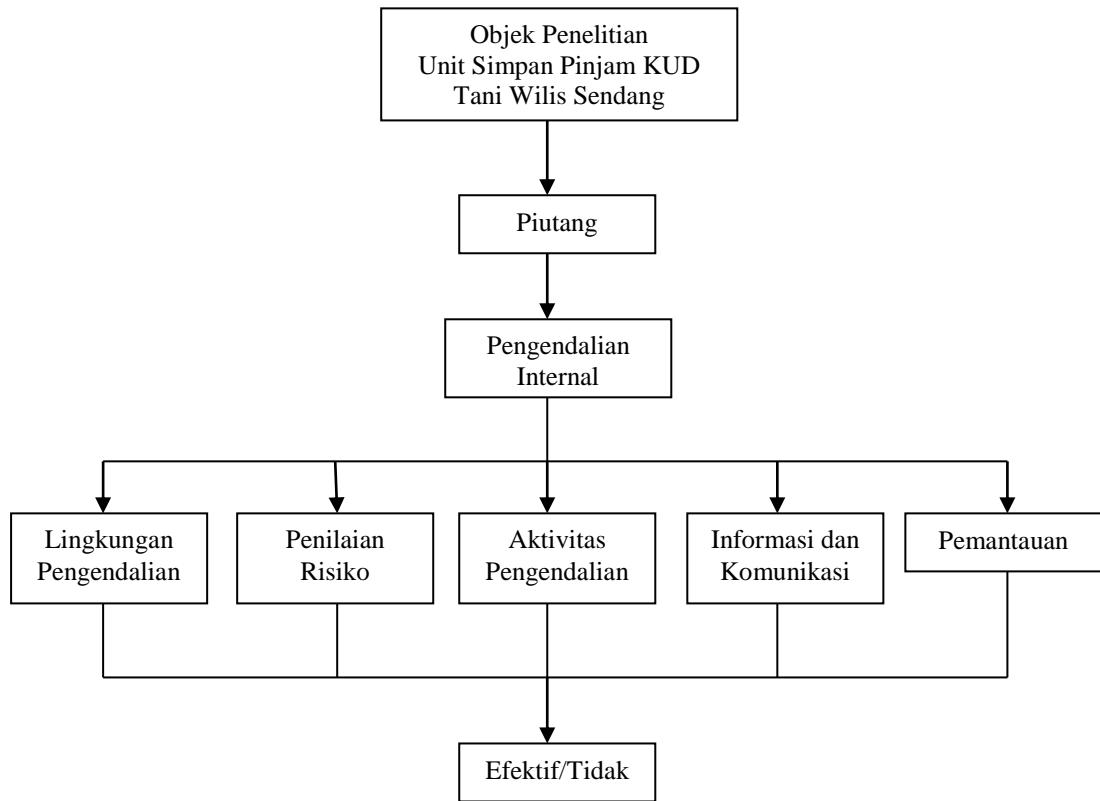 Objek Penelitian
Unit Simpan Pinjam KUD
Tani Wilis Sendang
Piutang
Pengendalian
Internal
Lingkungan
Pengendalian
Penilaian
Risiko
Aktivitas
Pengendalian
Informasi dan
Komunikasi
Pemantauan
Efektif/Tidak